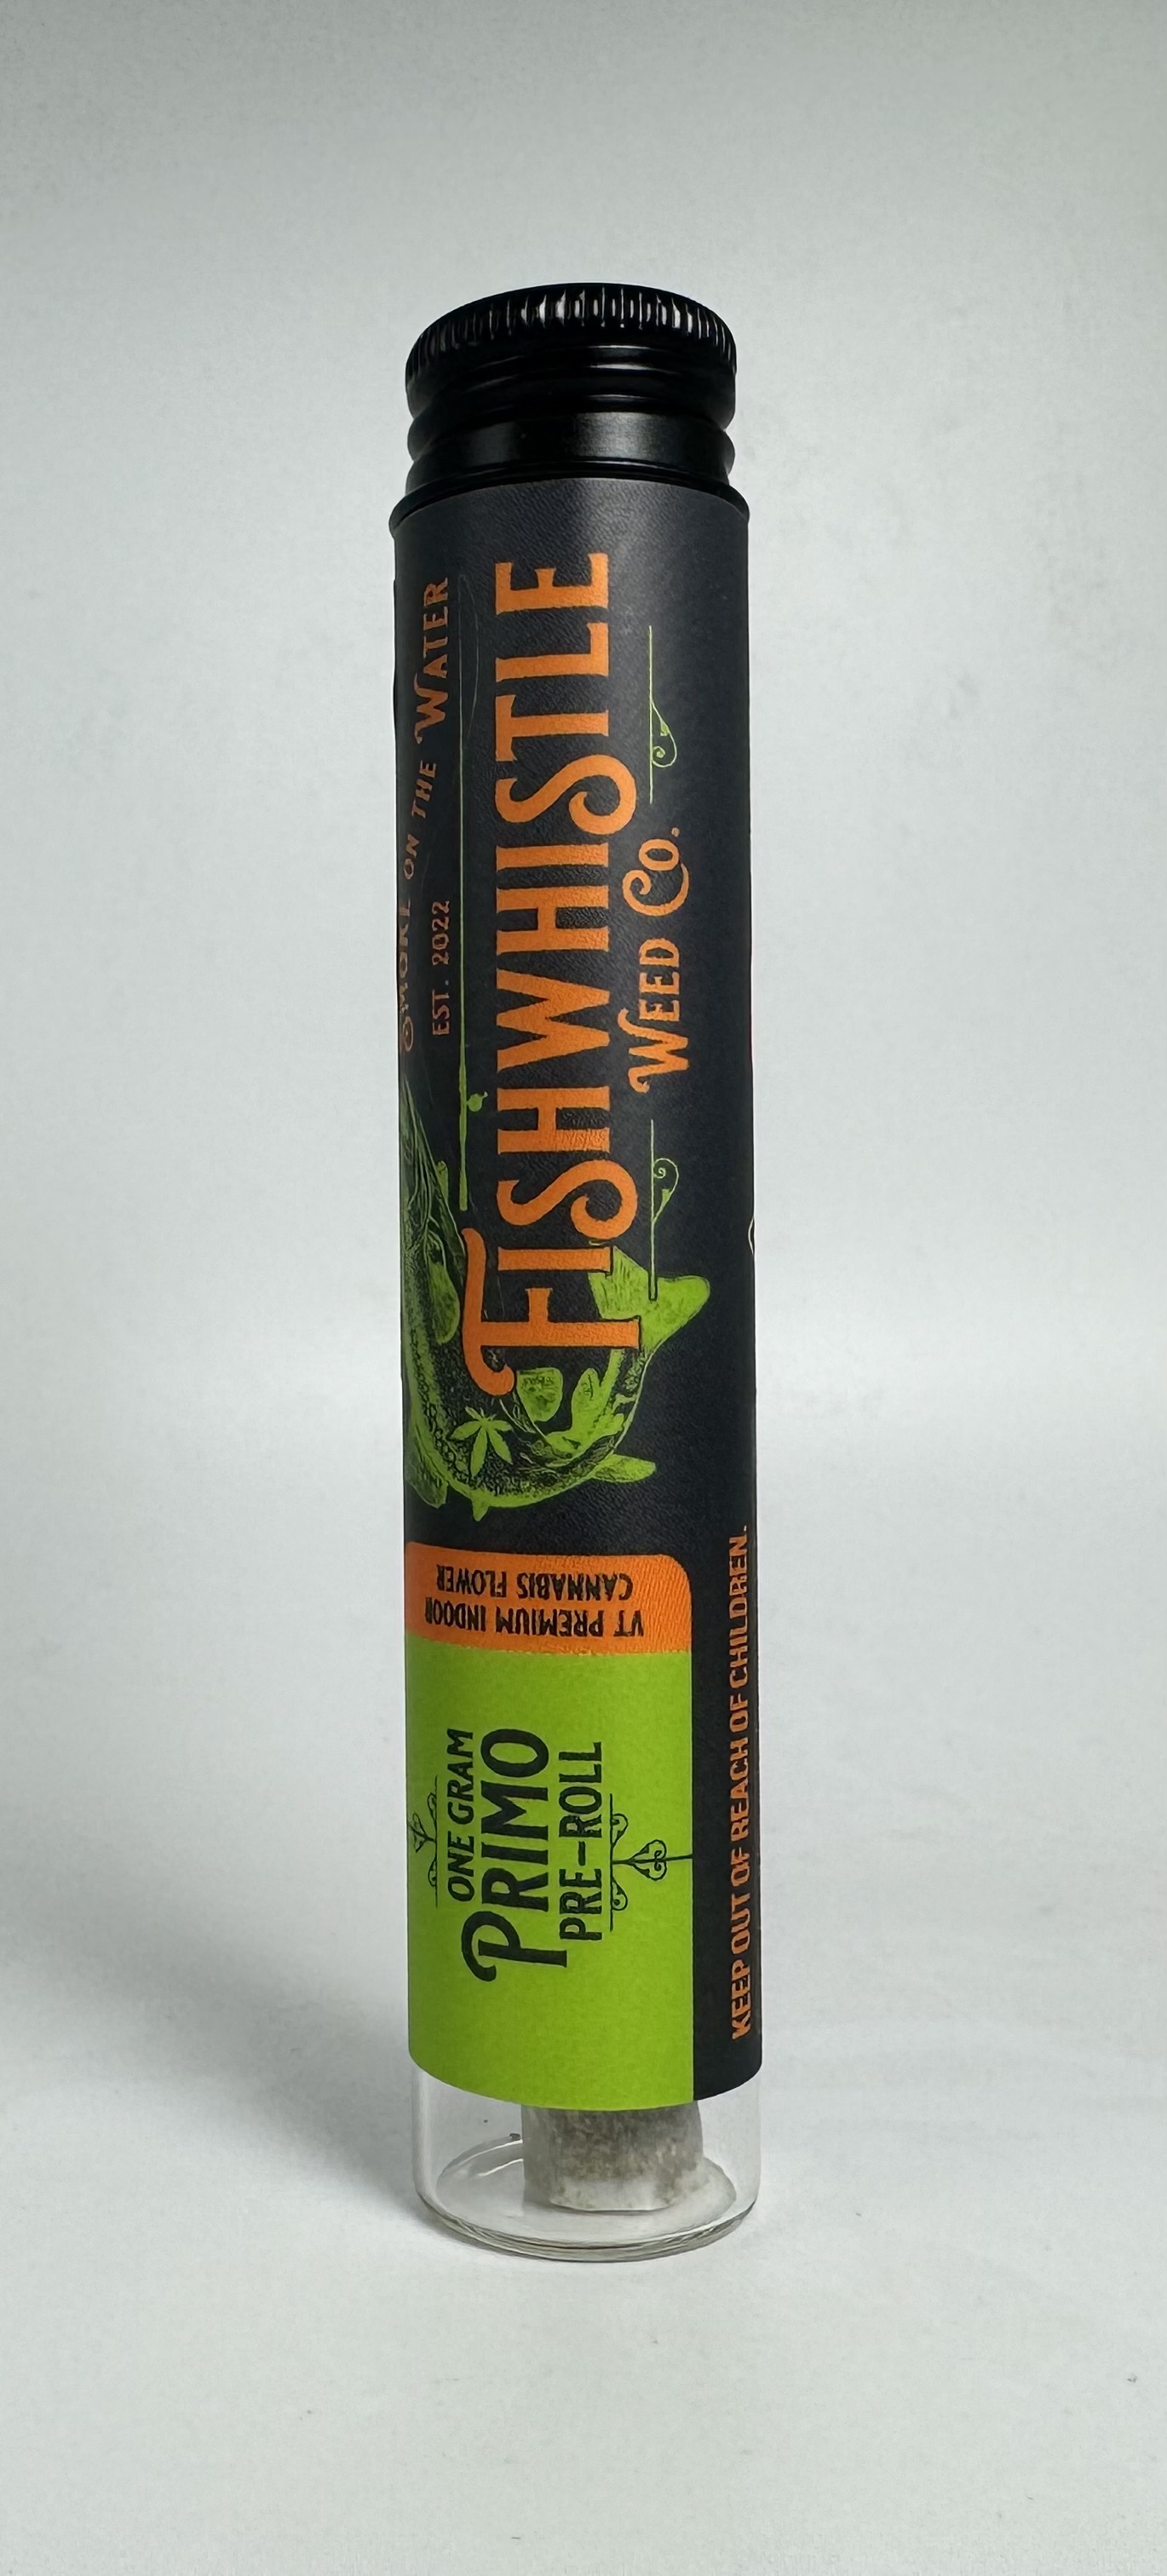 Smoke on the Water
EST. 2022
FISHWHISTLE
WEED CO.
VT PREMIUM INDOOR
CANNABIS FLOWER
ONE GRAM
PRIMO
PRE-ROLL
KEEP OUT OF REACH OF CHILDREN.